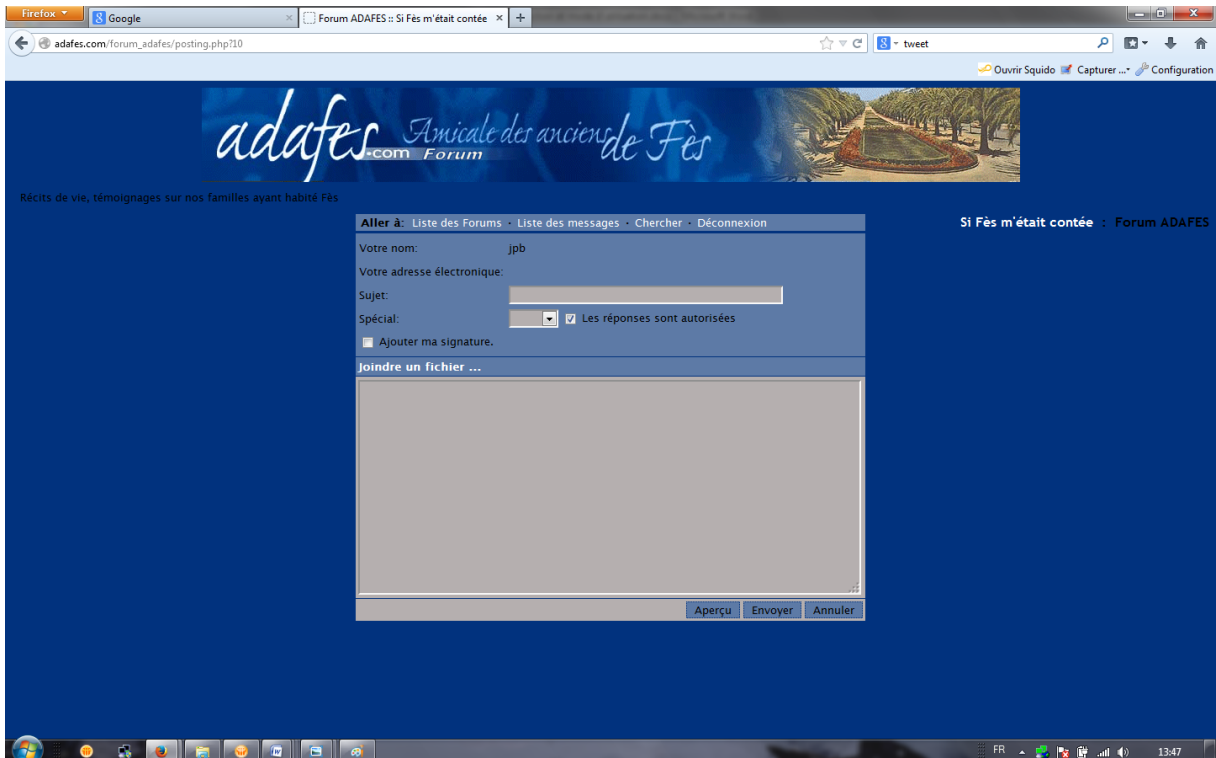 Firefox
Google
Forum ADAFES :: Si Fès m'était contée
adafes.com/forum_adafes/posting.php?10
tweet
Ouvrir Squido Capturer ... Configuration
adafes.com Forum Amicale des anciens de Fès
Récits de vie, témoignages sur nos familles ayant habité Fès
Aller à: Liste des Forums · Liste des messages · Chercher · Déconnexion
Si Fès m'était contée : Forum ADAFES
Votre nom: jpb
Votre adresse électronique:
Sujet:
Spécial: Les réponses sont autorisées
Ajouter ma signature.
Joindre un fichier ...
Aperçu Envoyer Annuler
FR 13:47